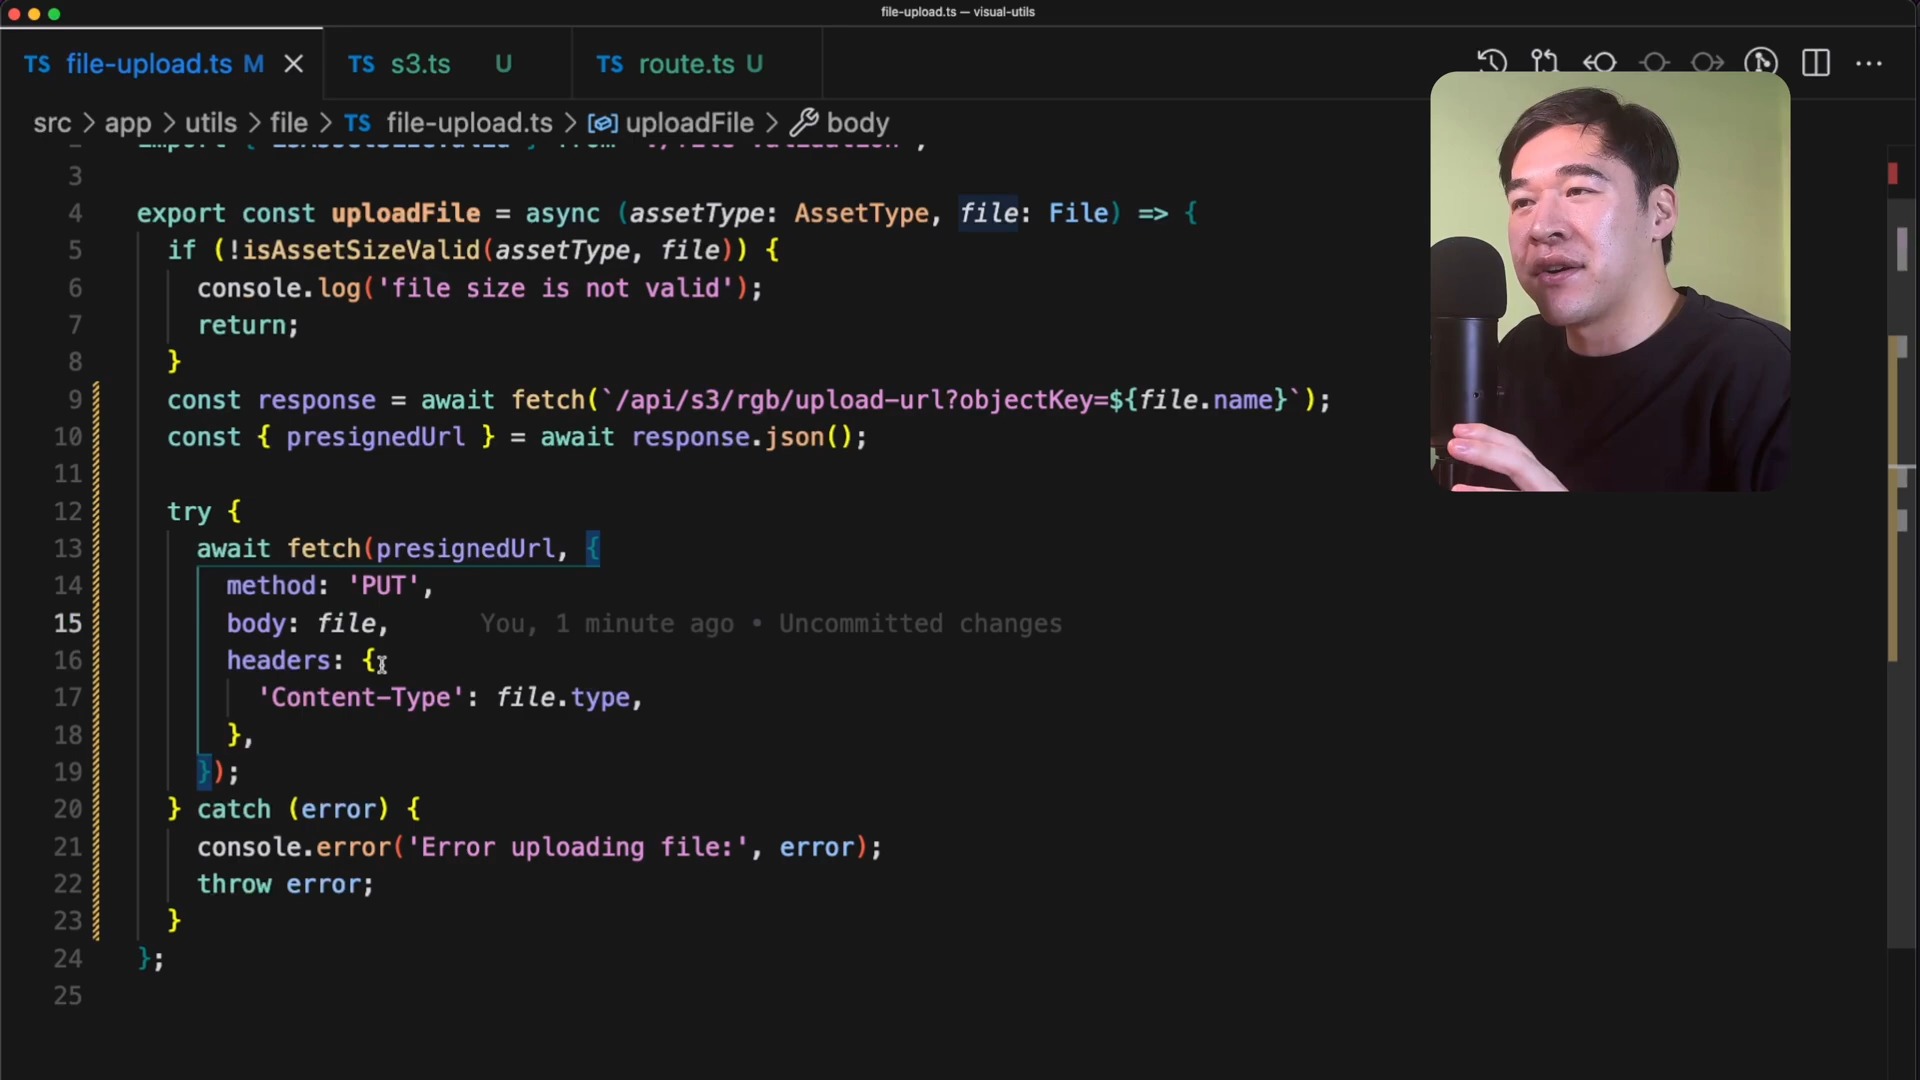 file-upload.ts — visual-utils
TS file-upload.ts M TS s3.ts U TS route.ts U
src > app > utils > file > TS file-upload.ts > uploadFile > body
2 import { isAssetSizeValid } from './file-validation';
3
4 export const uploadFile = async (assetType: AssetType, file: File) => {
5 if (!isAssetSizeValid(assetType, file)) {
6 console.log('file size is not valid');
7 return;
8 }
9 const response = await fetch(`/api/s3/rgb/upload-url?objectKey=${file.name}`);
10 const { presignedUrl } = await response.json();
11
12 try {
13 await fetch(presignedUrl, {
14 method: 'PUT',
15 body: file, You, 1 minute ago • Uncommitted changes
16 headers: {
17 'Content-Type': file.type,
18 },
19 });
20 } catch (error) {
21 console.error('Error uploading file:', error);
22 throw error;
23 }
24 };
25